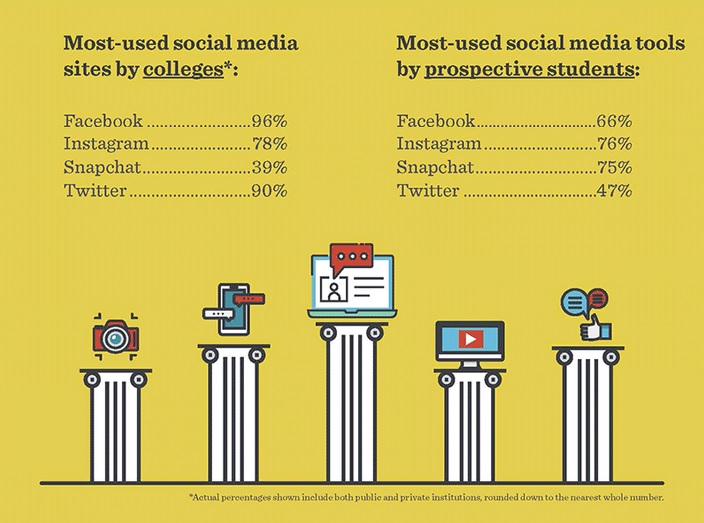 Most-used social media
sites by colleges*:
Facebook ......................96%
Instagram......................78%
Snapchat.......................39%
Twitter..........................90%
Most-used social media tools
by prospective students:
Facebook.........................66%
Instagram........................76%
Snapchat.........................75%
Twitter ...........................47%
*Actual percentages shown include both public and private institutions, rounded down to the nearest whole number.